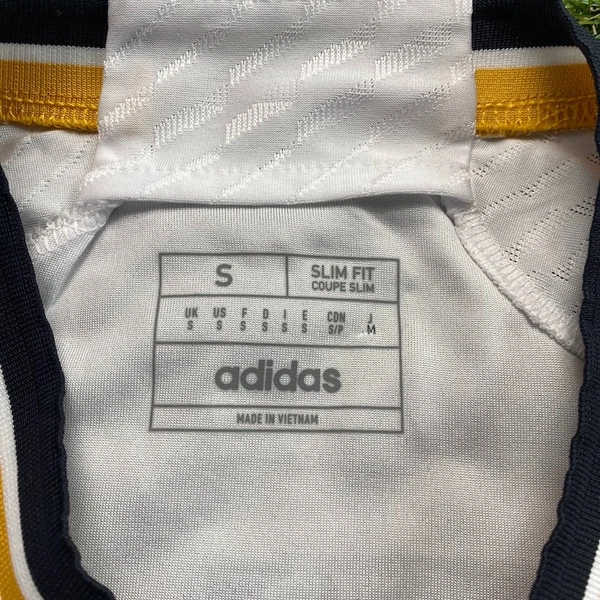 S
SLIM FIT
COUPE SLIM
UK US F D I E CDN J
S S S S S S S/P M
adidas
MADE IN VIETNAM